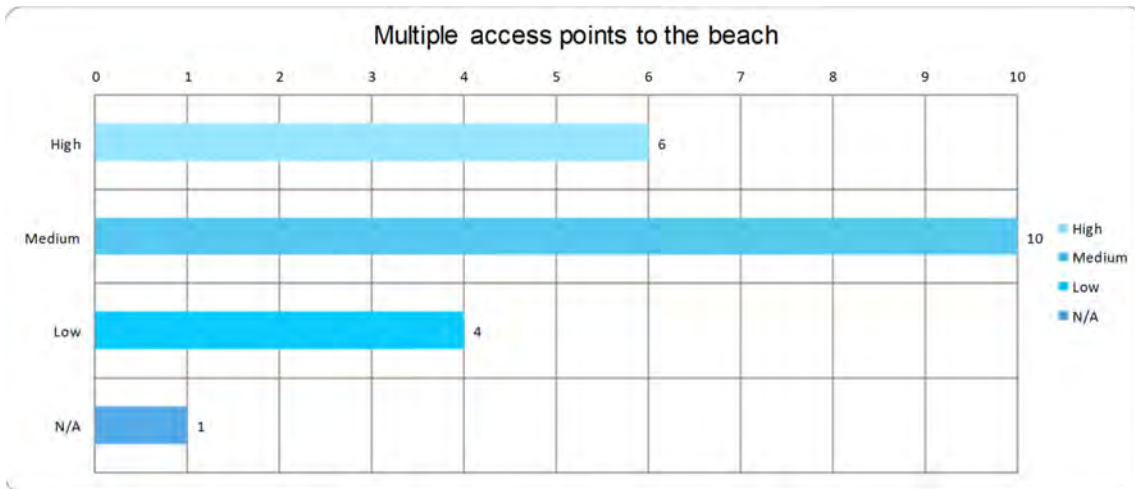 Multiple access points to the beach
0 1 2 3 4 5 6 7 8 9 10
High 6
Medium 10
Low 4
N/A 1
High
Medium
Low
N/A